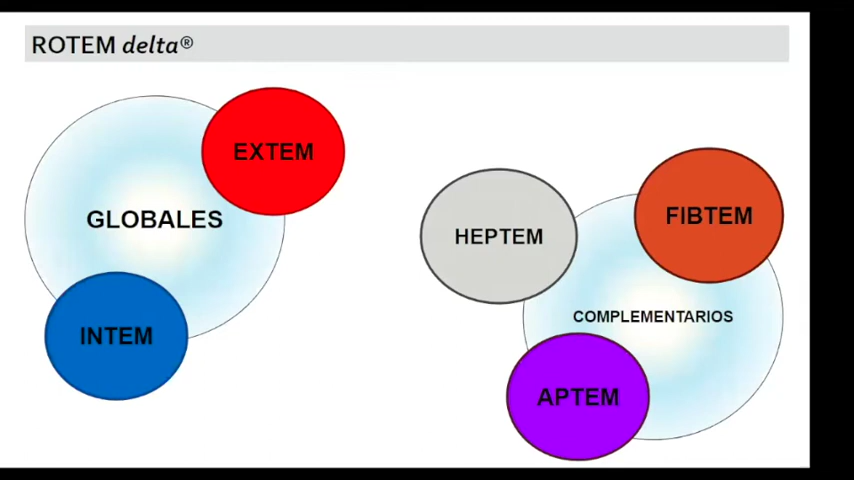 ROTEM delta®
EXTEM
GLOBALES
INTEM
HEPTEM
FIBTEM
COMPLEMENTARIOS
APTEM